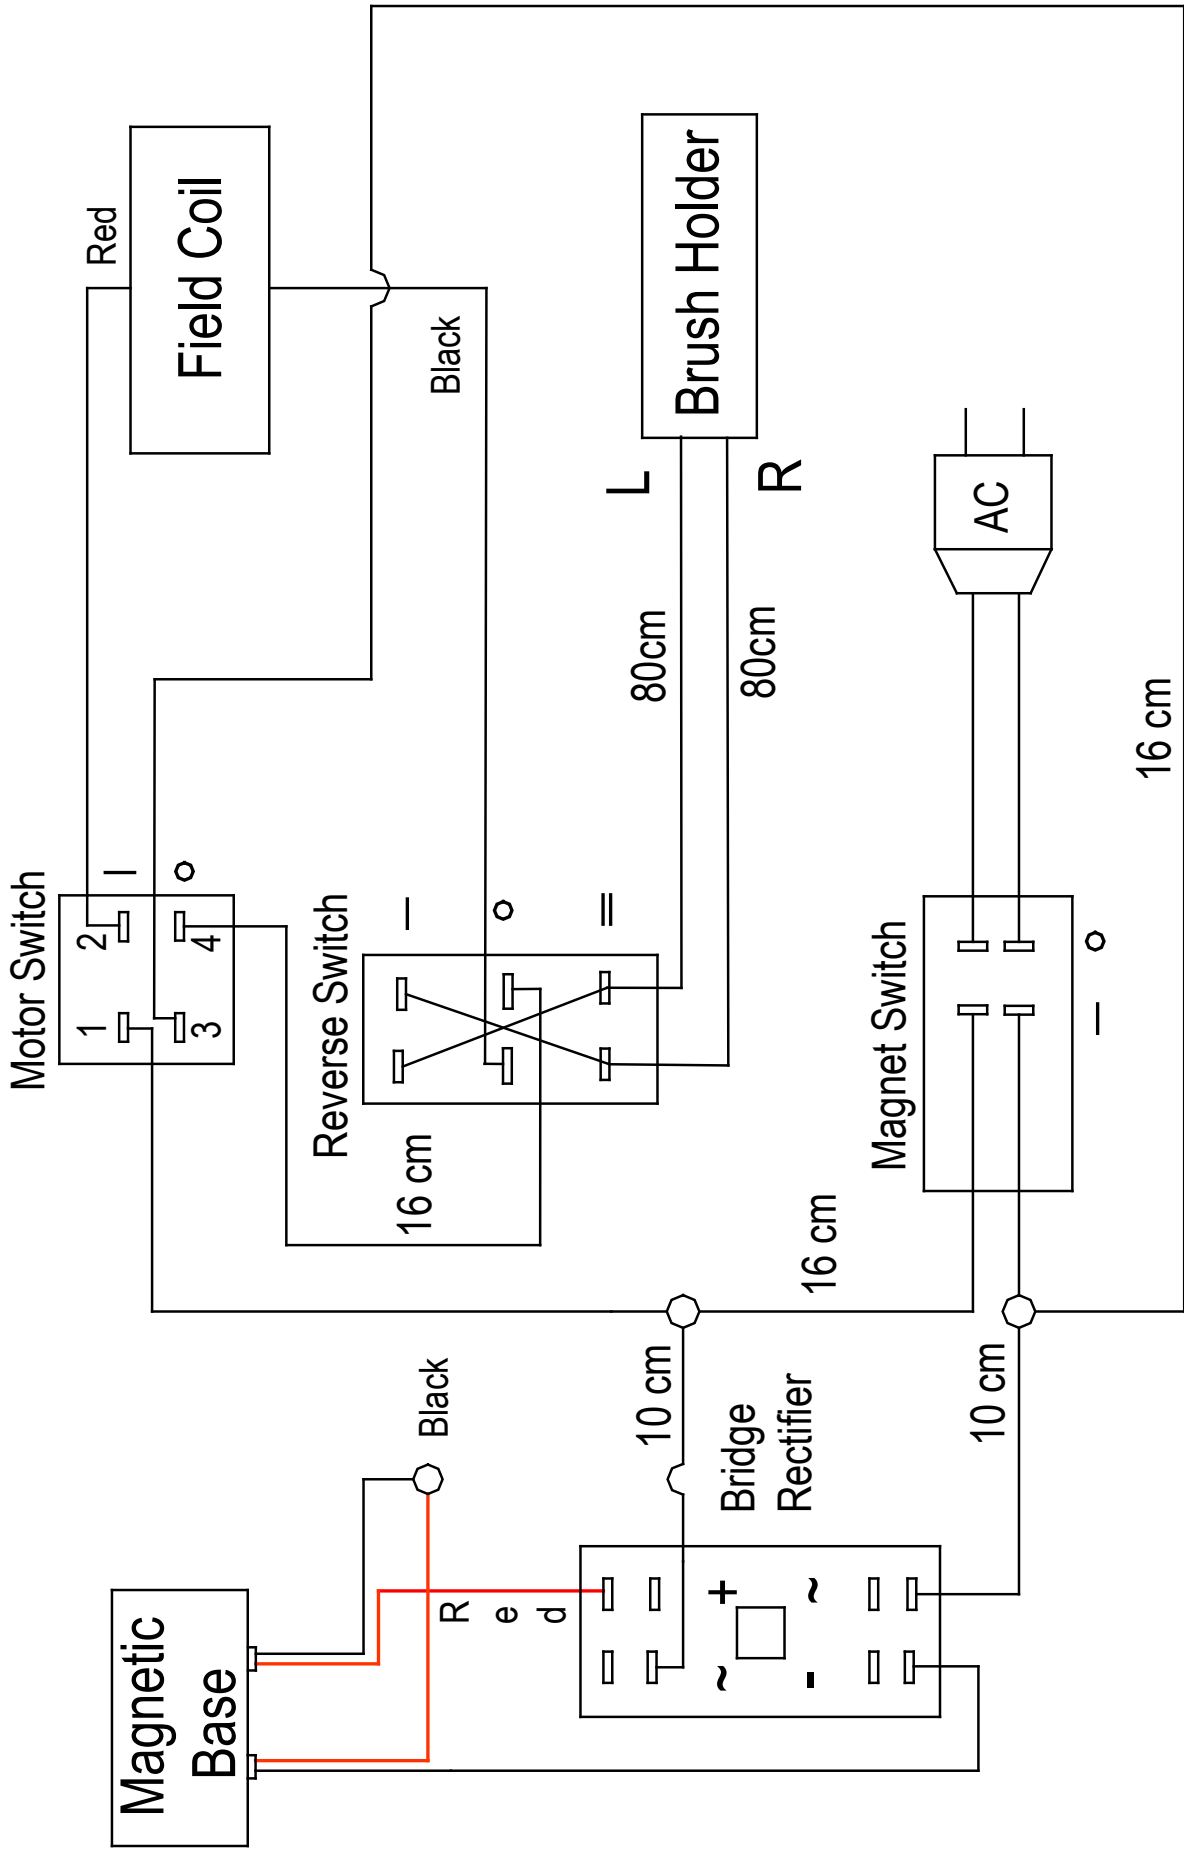 Motor Switch
1
2
3
4
I
O
Red
Field Coil
Black
Reverse Switch
I
O
II
16 cm
L
R
80cm
80cm
Brush Holder
Magnet Switch
O
I
AC
16 cm
16 cm
Magnetic
Base
Black
Red
10 cm
10 cm
Bridge
Rectifier
~ +
- ~